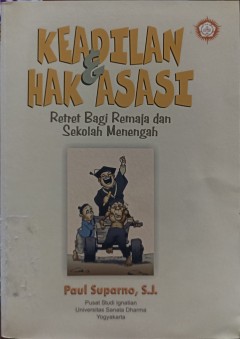 KEADILAN
&
HAK ASASI
Retret Bagi Remaja dan
Sekolah Menengah
Paul Suparno, S.J.
Pusat Studi Ignatian
Universitas Sanata Dharma
Yogyakarta